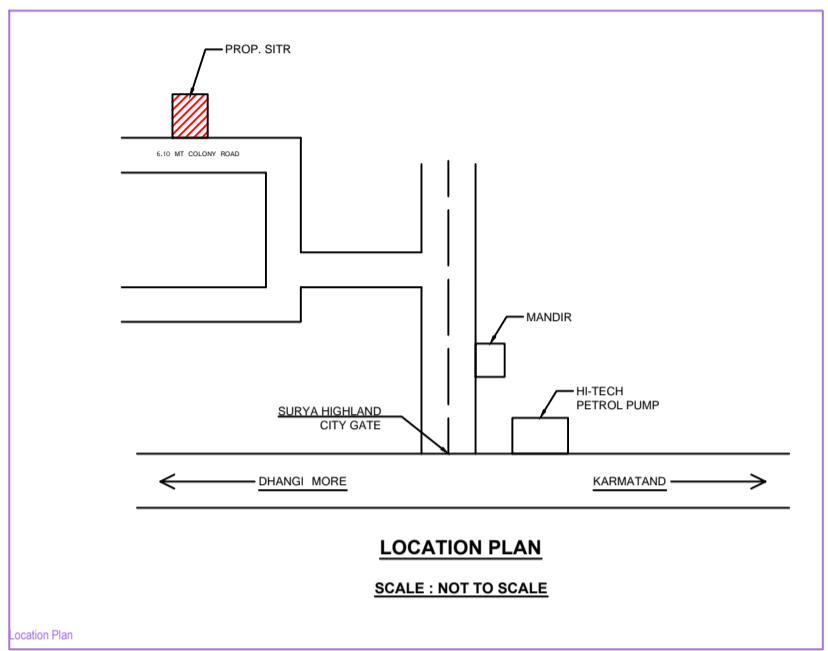 PROP. SITR
6.10 MT COLONY ROAD
MANDIR
HI-TECH
PETROL PUMP
SURYA HIGHLAND
CITY GATE
DHANGI MORE
KARMATAND
LOCATION PLAN
SCALE : NOT TO SCALE
Location Plan